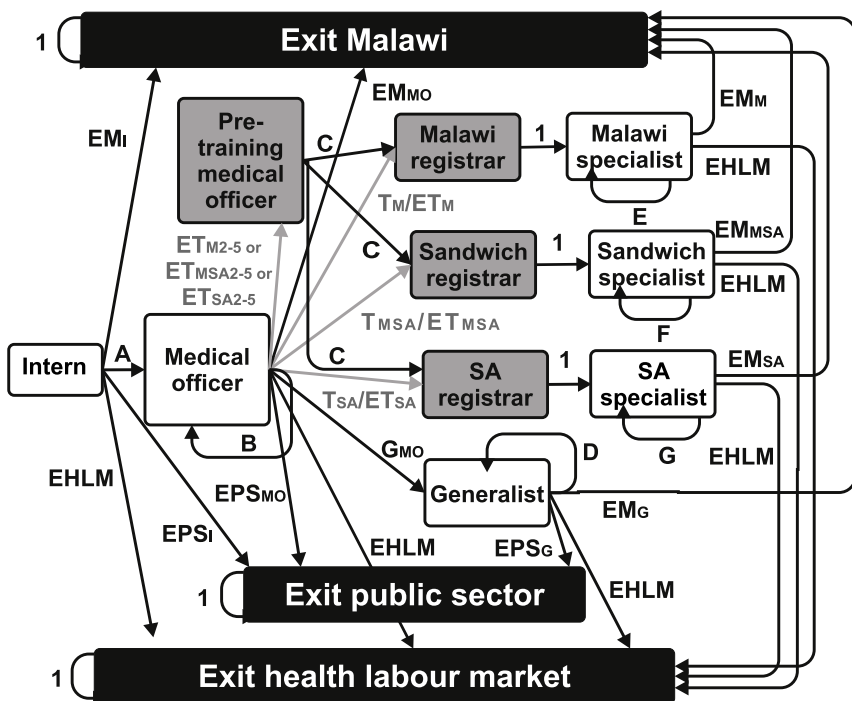 1
Exit Malawi
EMI
Pre-
training
medical
officer
C
EMMO
Malawi
registrar
1
Malawi
specialist
EMM
EHLM
E
TM/ETM
ETM2-5 or
ETMSA2-5 or
ETSA2-5
C
Sandwich
registrar
1
Sandwich
specialist
EMMSA
EHLM
F
TMSA/ETMSA
Intern
A
Medical
officer
B
C
TSA/ETSA
SA
registrar
1
SA
specialist
EMSA
G
EHLM
GMO
Generalist
D
EMG
EHLM
EPSI
EPSMO
EHLM
EPSG
EHLM
1
Exit public sector
1
Exit health labour market